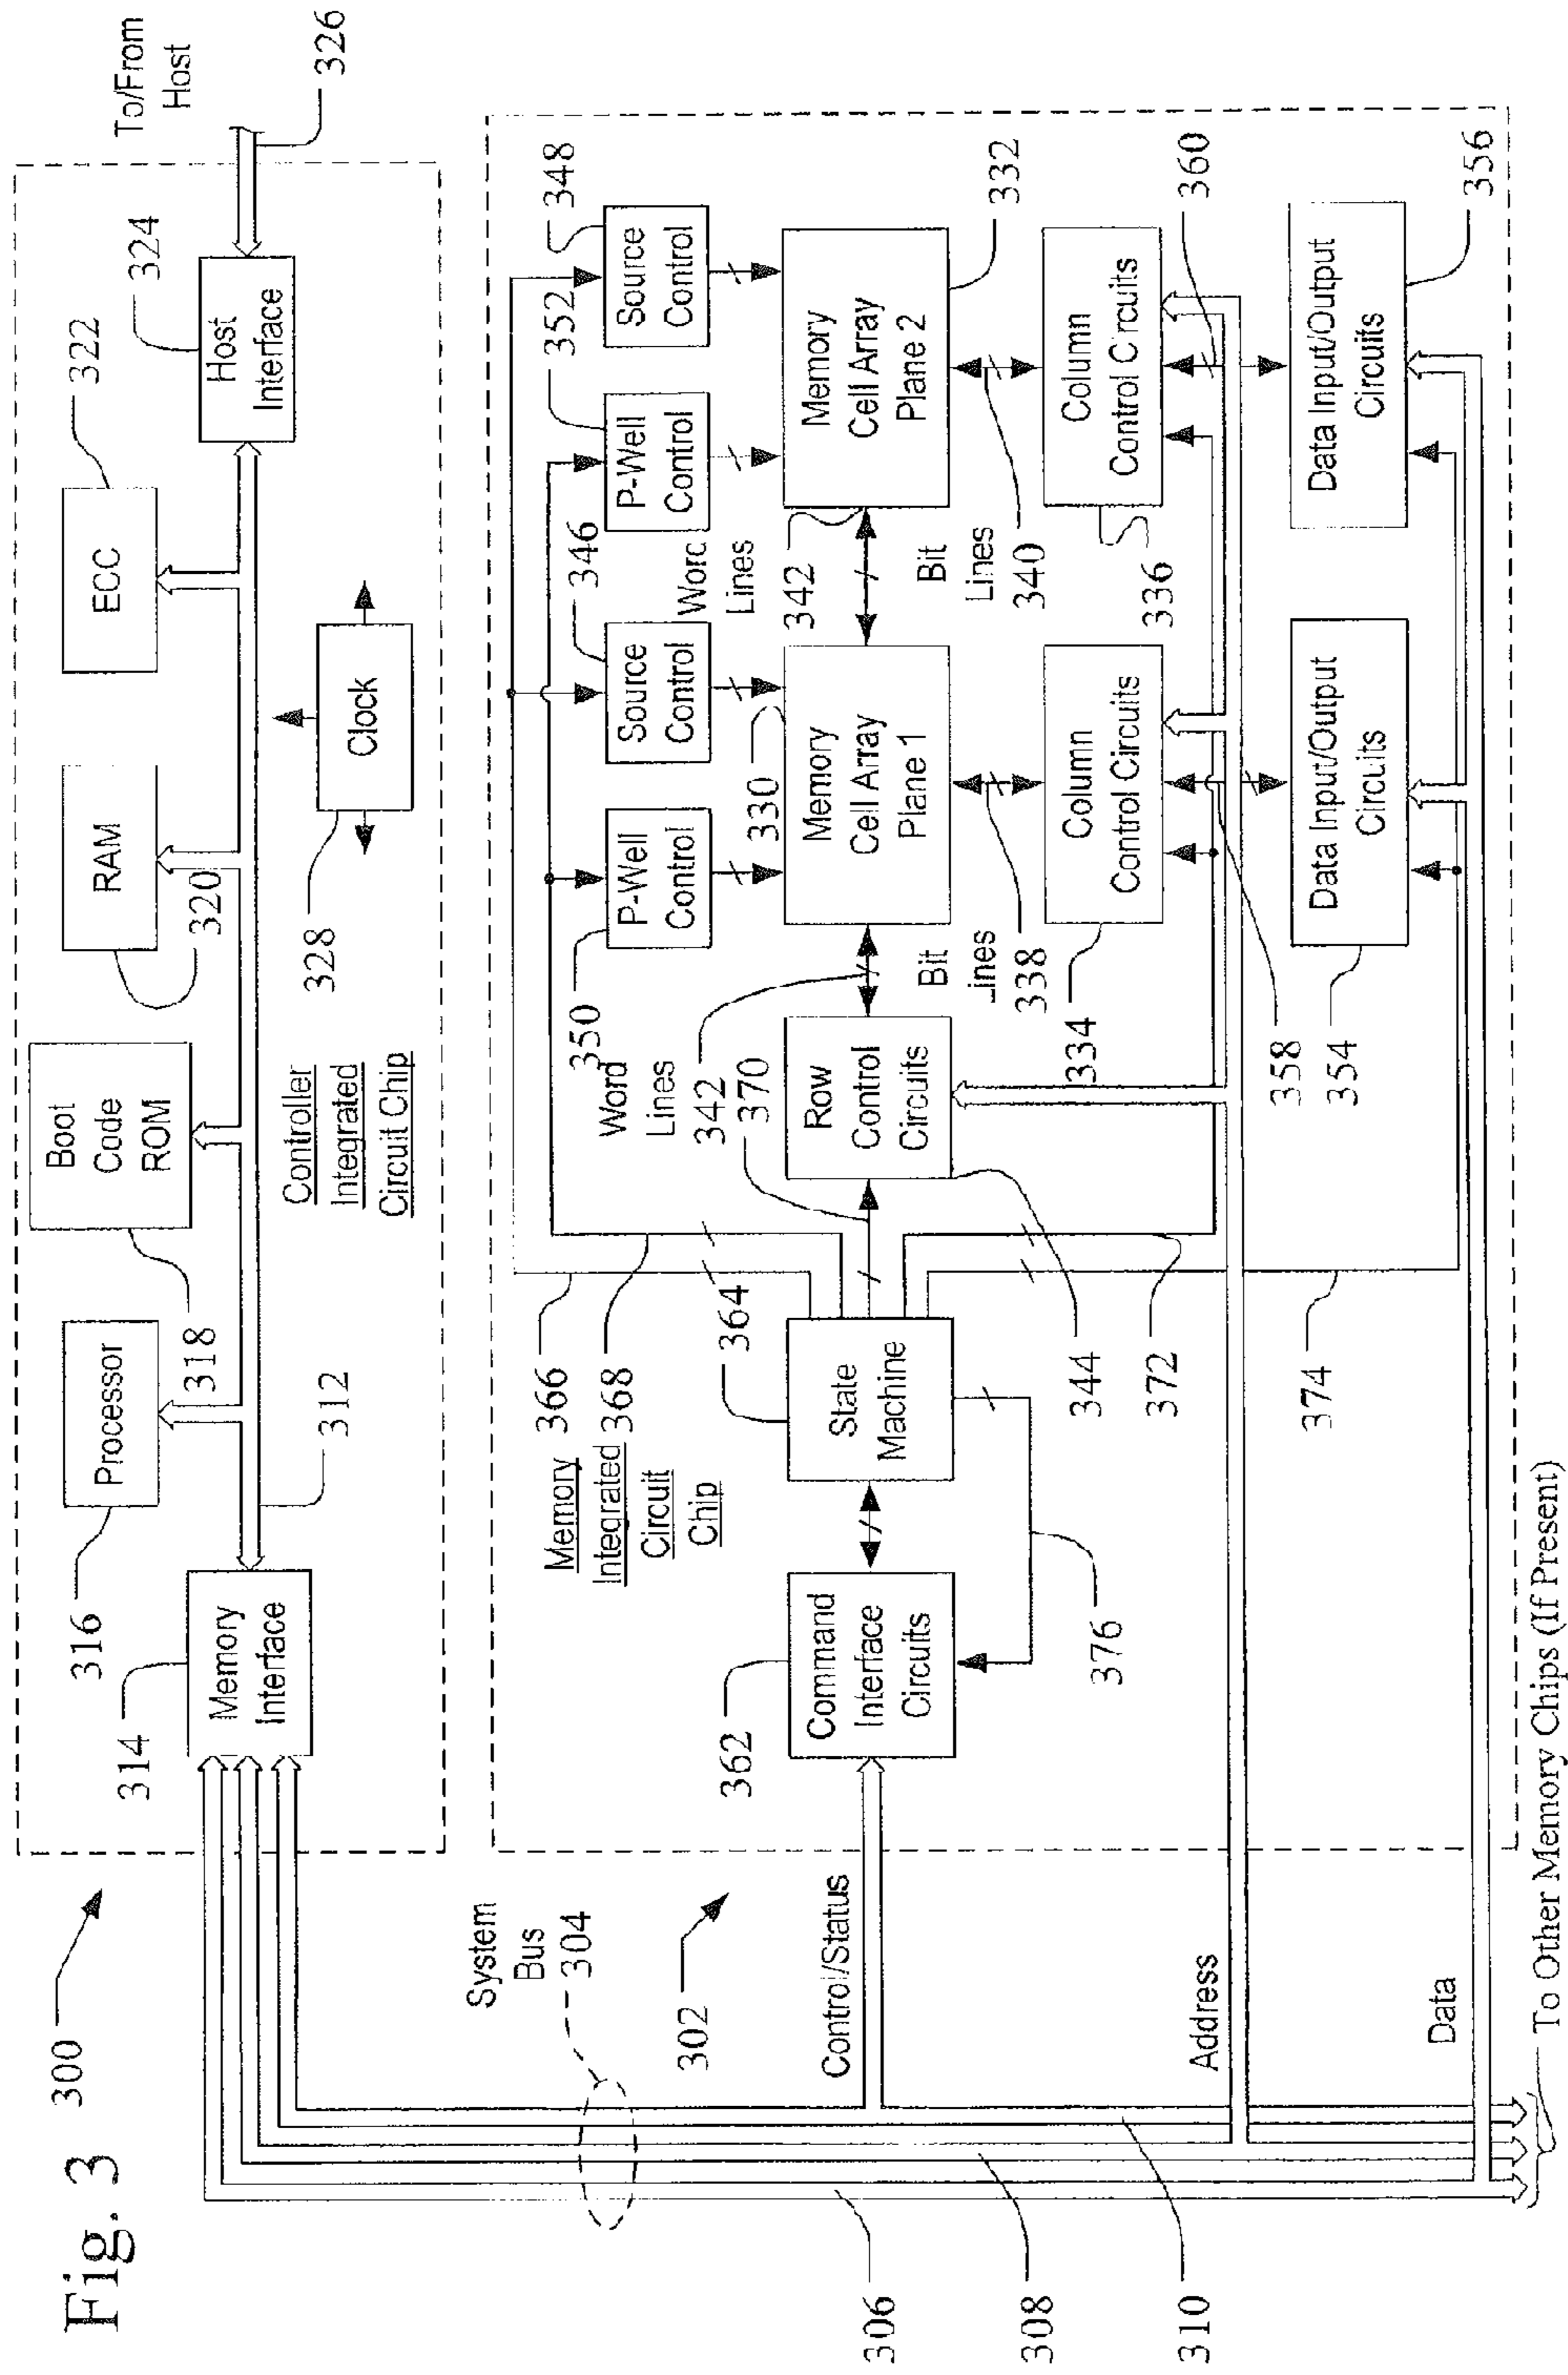 Fig. 3
300
To/From
Host
326
314
Memory
Interface
316
Processor
318
Boot
Code
ROM
320
RAM
322
ECC
324
Host
Interface
312
328
Clock
Controller
Integrated
Circuit Chip
System
Bus
304
302
Memory
Integrated
Circuit
Chip
366
368
364
350
P-Well
Control
346
Source
Control
352
P-Well
Control
348
Source
Control
Word
Lines
342
370
330
Lines
342
362
Command
Interface
Circuits
State
Machine
Row
Control
Circuits
Memory
Cell Array
Plane 1
Memory
Cell Array
Plane 2
332
376
344
372
374
Bit
338
Bit
Lines
340
334
Column
Control Circuits
336
Column
Control Circuits
358
360
354
Data Input/Output
Circuits
Data Input/Output
Circuits
356
Control/Status
Address
Data
306
308
310
To Other Memory Chips (If Present)